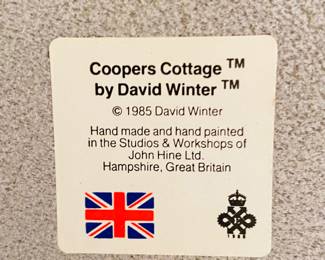 Coopers Cottage ™
by David Winter ™
© 1985 David Winter
Hand made and hand painted
in the Studios & Workshops of
John Hine Ltd.
Hampshire, Great Britain